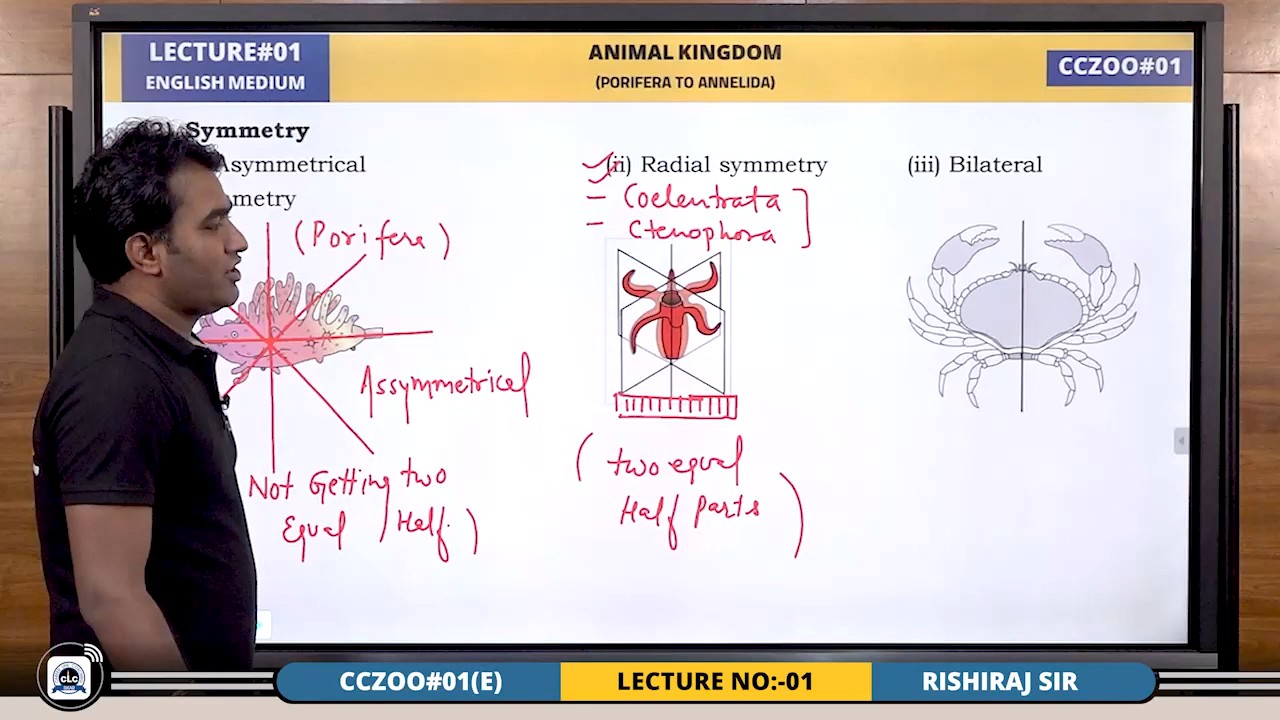 LECTURE#01
ENGLISH MEDIUM
ANIMAL KINGDOM
(PORIFERA TO ANNELIDA)
CCZOO#01
Symmetry
Asymmetrical
(ii) Radial symmetry
(iii) Bilateral
metry
- Coelentrata
- Ctenophora
(Porifera)
Assymmetrical
Not Getting two
Equal Half.)
(two equal
Half Parts)
CLC
SIKAR
CCZOO#01(E)
LECTURE NO:-01
RISHIRAJ SIR